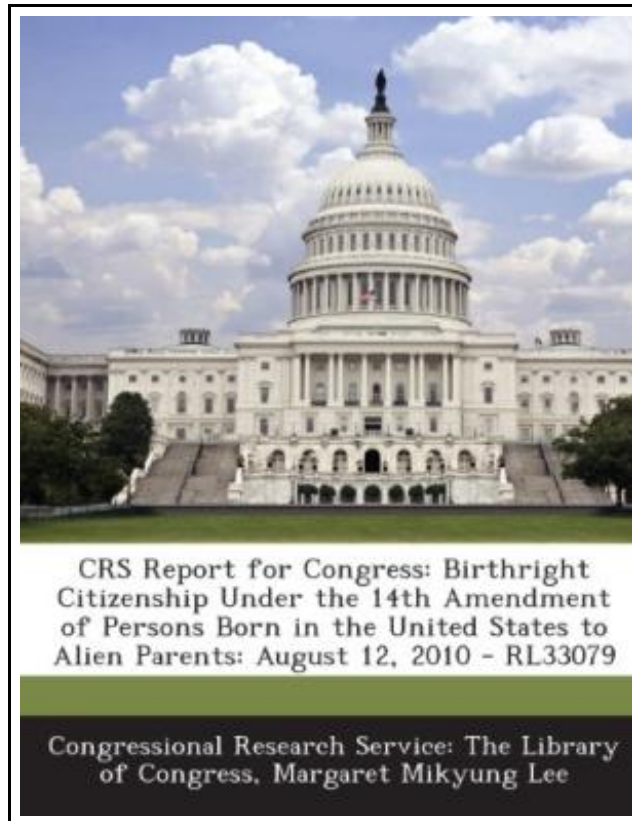 CRS Report for Congress: Birthright
Citizenship Under the 14th Amendment
of Persons Born in the United States to
Alien Parents: August 12, 2010 - RL33079
Congressional Research Service: The Library
of Congress, Margaret Mikyung Lee